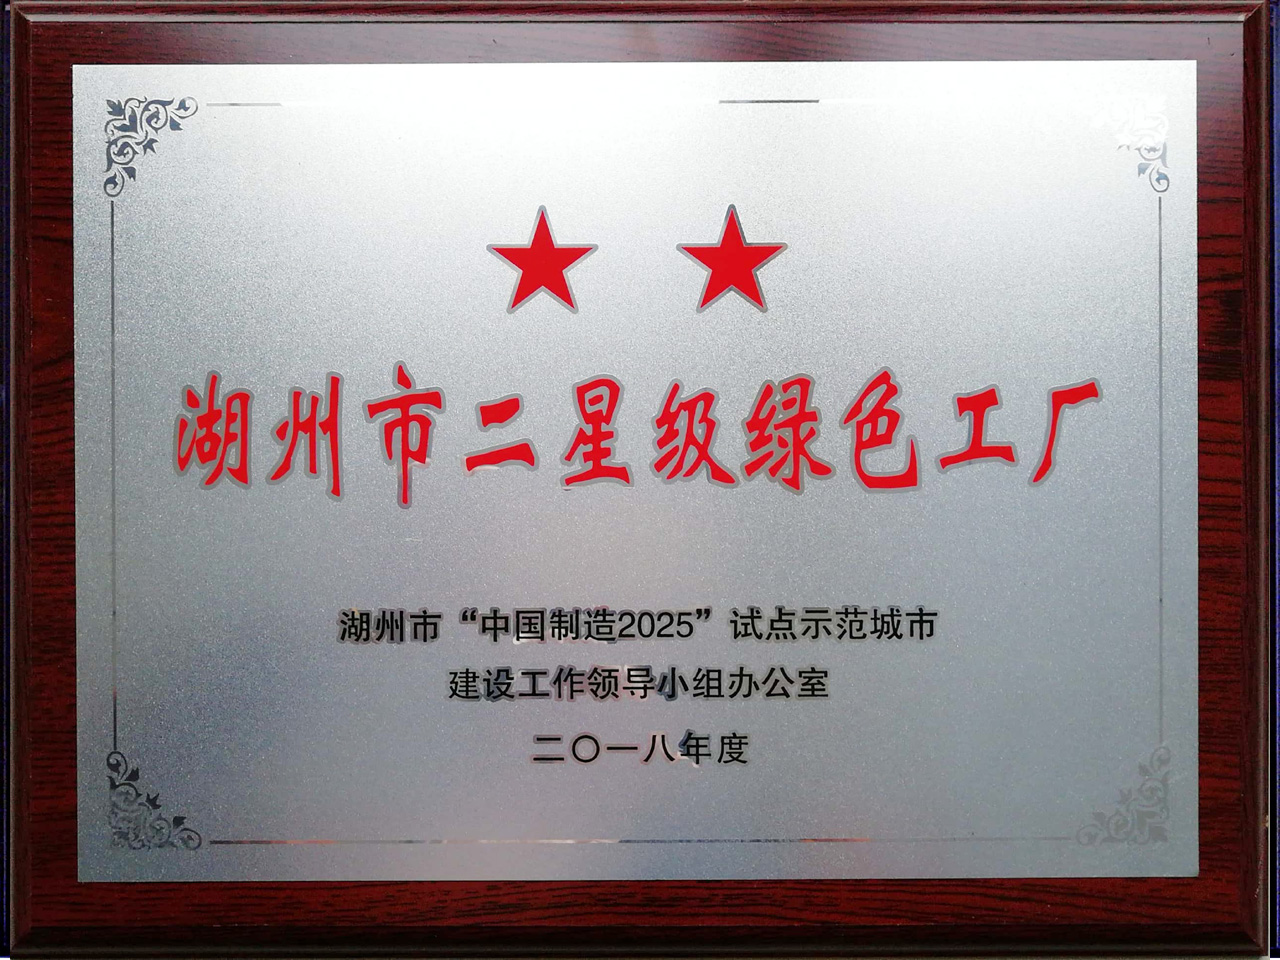 湖州市二星级绿色工厂
湖州市“中国制造2025”试点示范城市
建设工作领导小组办公室
二〇一八年度